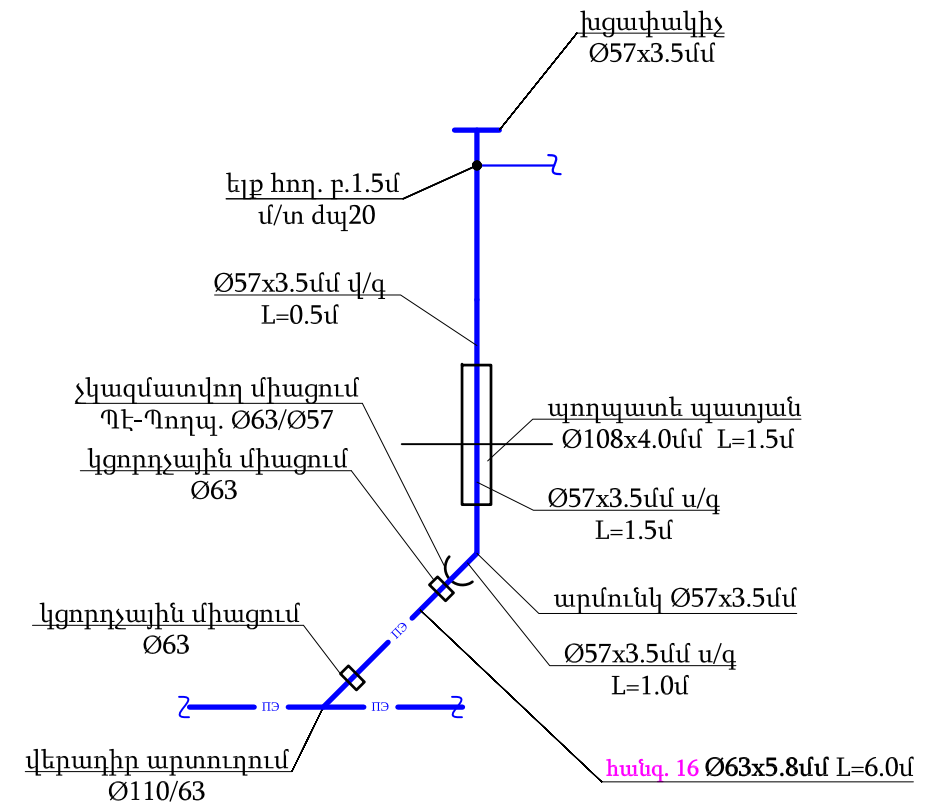 խցափակիչ
Ø57x3.5մմ
ելք հող. բ.1.5մ
մ/տ ժպ20
Ø57x3.5մմ վ/գ
L=0.5մ
չկազմատվող միացում
Պէ-Պողպ. Ø63/Ø57
պողպատե պատյան
Ø108x4.0մմ L=1.5մ
կցորդչային միացում
Ø63
Ø57x3.5մմ ս/գ
L=1.5մ
արմունկ Ø57x3.5մմ
կցորդչային միացում
Ø63
ПЭ
Ø57x3.5մմ ս/գ
L=1.0մ
ПЭ ПЭ
վերադիր արտուղում
Ø110/63
հանգ. 16 Ø63x5.8մմ L=6.0մ